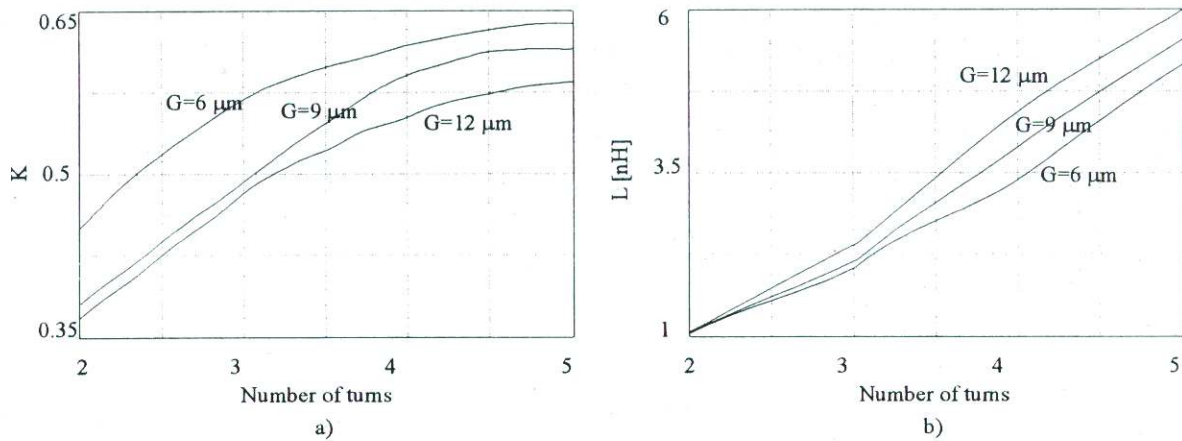 0.65
K
0.5
0.35
G=6 μm
G=9 μm
G=12 μm
2 3 4 5
Number of turns
a)
6
L [nH]
3.5
1
G=12 μm
G=9 μm
G=6 μm
2 3 4 5
Number of turns
b)